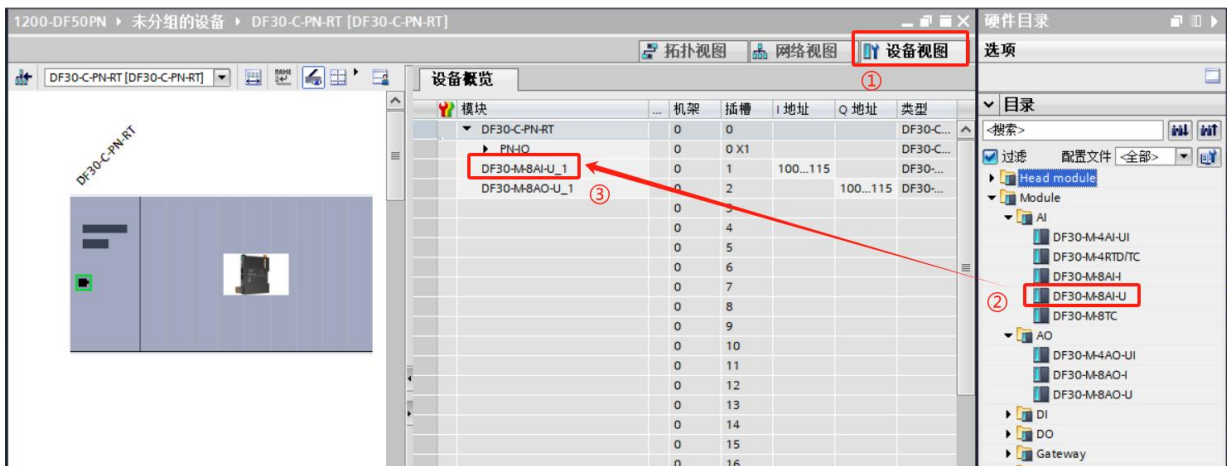 1200-DF50PN ▸ 未分组的设备 ▸ DF30-C-PN-RT [DF30-C-PN-RT]
拓扑视图 网络视图 设备视图
①
DF30-C-PN-RT [DF30-C-PN-RT]
DF30-C-PN-RT
设备概览
模块 ... 机架 插槽 I 地址 Q 地址 类型
DF30-C-PN-RT 0 0 DF30-C...
PN-IO 0 0 X1 DF30-C...
DF30-M-8AI-U_1 0 1 100...115 DF30-...
DF30-M-8AO-U_1 0 2 100...115 DF30-...
③
0 3
0 4
0 5
0 6
0 7
0 8
0 9
0 10
0 11
0 12
0 13
0 14
0 15
0 16
硬件目录
选项
目录
<搜索>
过滤 配置文件 <全部>
Head module
Module
AI
DF30-M-4AI-UI
DF30-M-4RTD/TC
DF30-M-8AI-I
DF30-M-8AI-U
②
DF30-M-8TC
AO
DF30-M-4AO-UI
DF30-M-8AO-I
DF30-M-8AO-U
DI
DO
Gateway